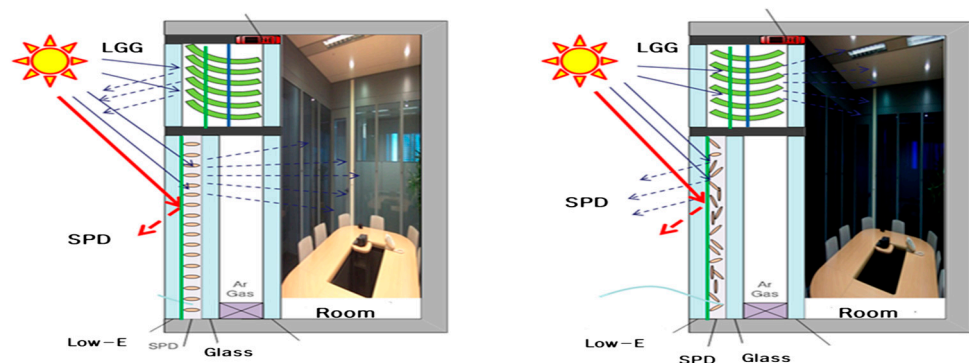 LGG
SPD
Ar
Gas
Room
Low-E
SPD
Glass
LGG
SPD
Ar
Gas
Room
Low-E
SPD
Glass